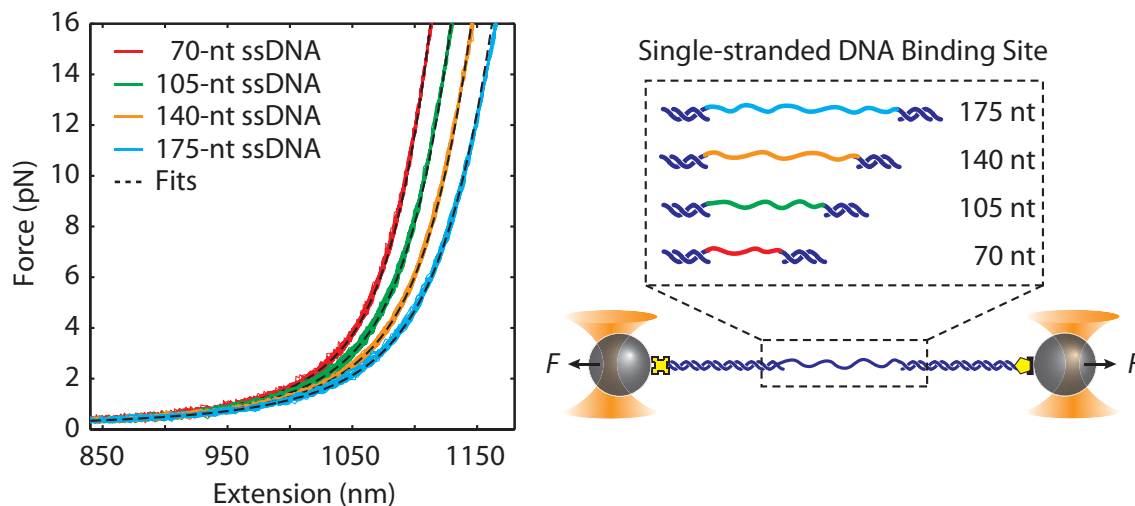 16
14
12
10
8
6
4
2
0
Force (pN)
70-nt ssDNA
105-nt ssDNA
140-nt ssDNA
175-nt ssDNA
Fits
850
950
1050
1150
Extension (nm)
Single-stranded DNA Binding Site
175 nt
140 nt
105 nt
70 nt
F
F